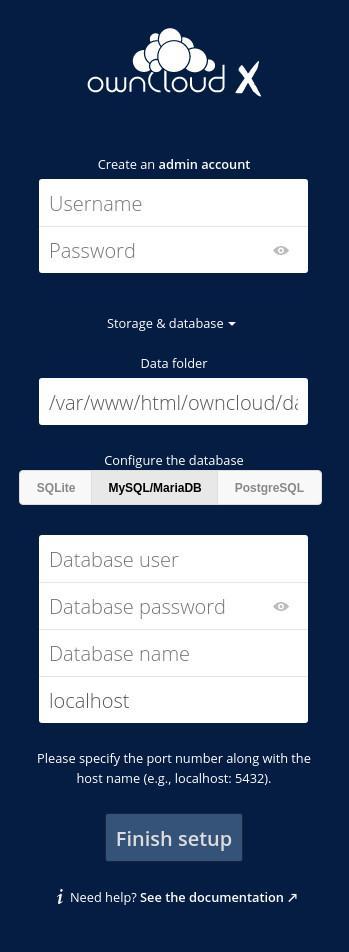 ownCloud X
Create an admin account
Username
Password
Storage & database
Data folder
/var/www/html/owncloud/da
Configure the database
SQLite MySQL/MariaDB PostgreSQL
Database user
Database password
Database name
localhost
Please specify the port number along with the
host name (e.g., localhost: 5432).
Finish setup
i Need help? See the documentation ↗